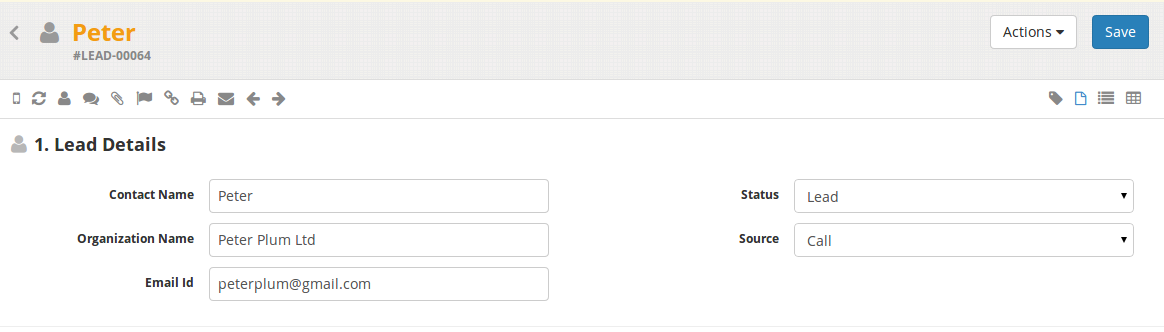 Peter
#LEAD-00064
Actions
Save
1. Lead Details
Contact Name Peter
Status Lead
Organization Name Peter Plum Ltd
Source Call
Email Id peterplum@gmail.com